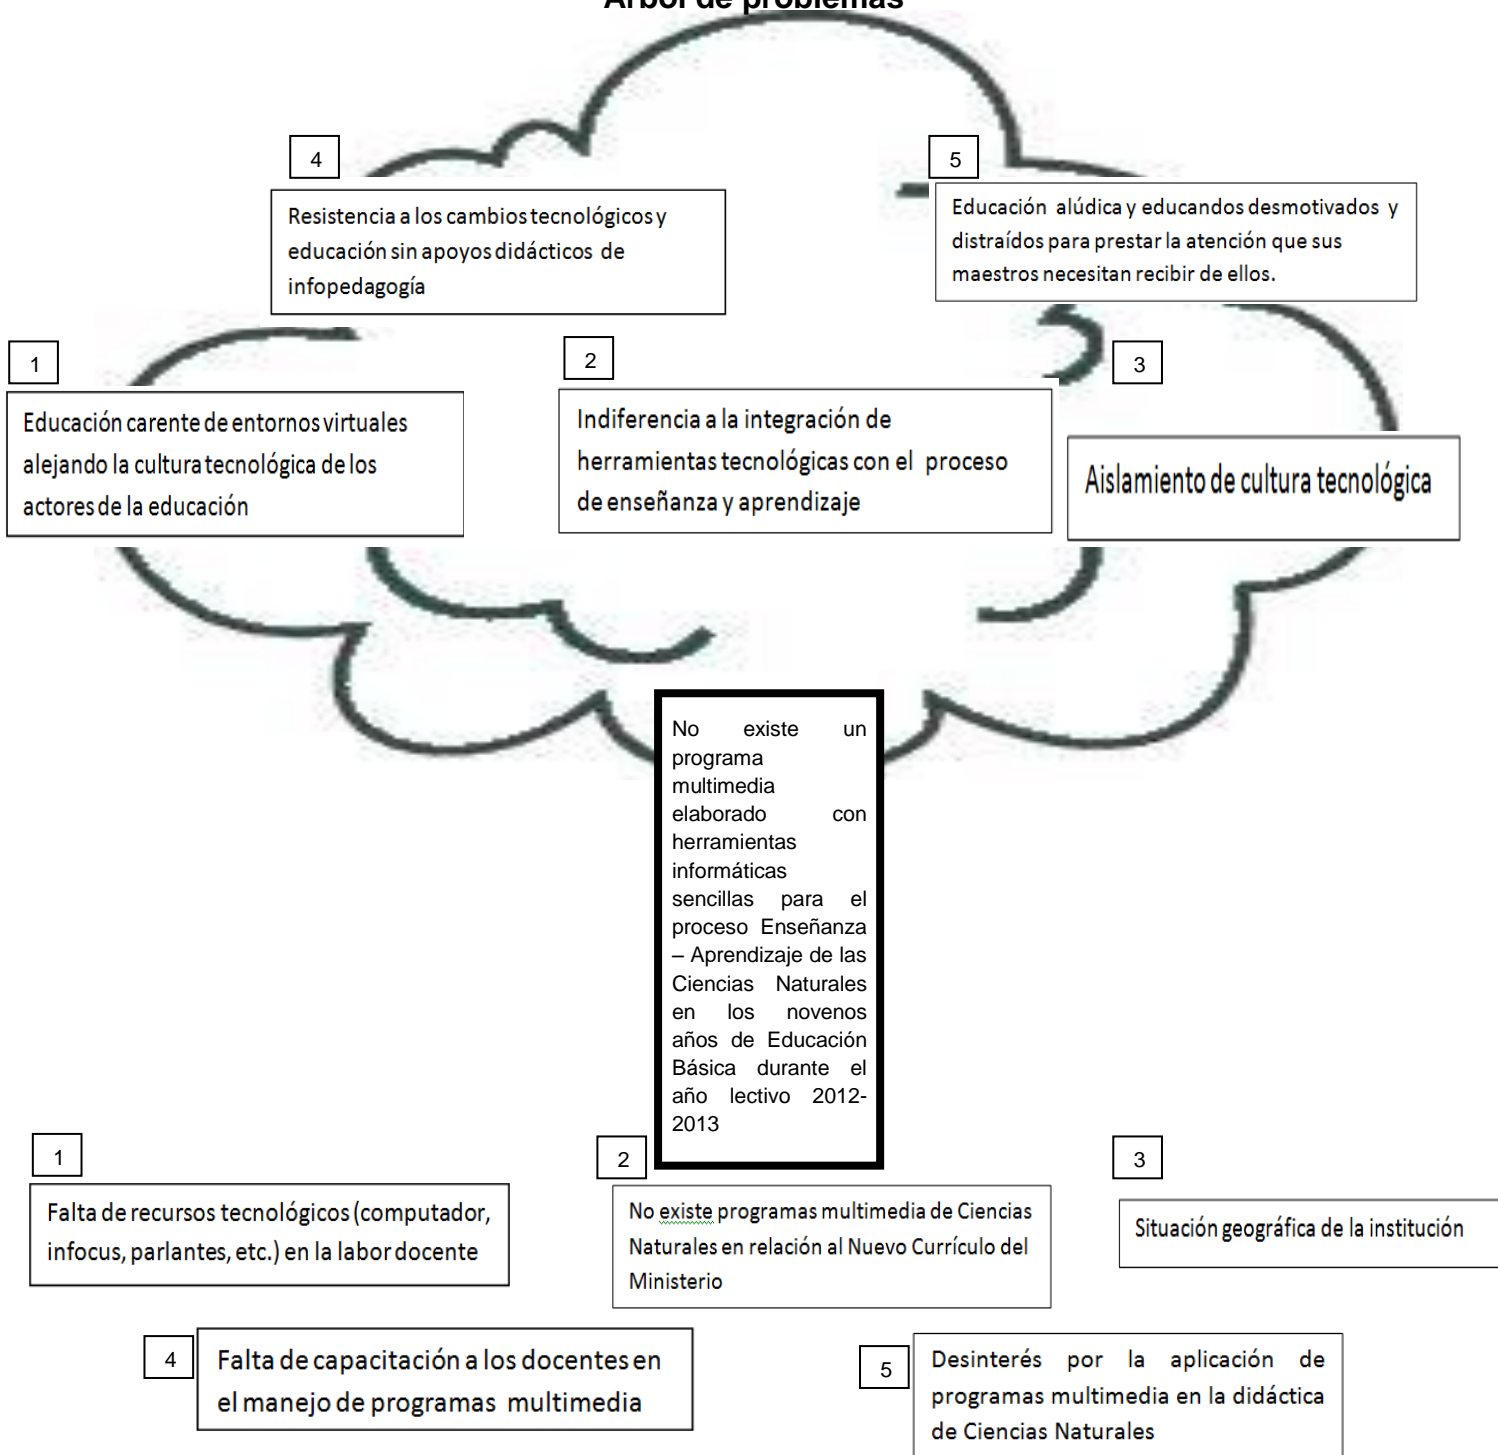 Árbol de problemas
4
Resistencia a los cambios tecnológicos y
educación sin apoyos didácticos de
infopedagogía
5
Educación alúdica y educandos desmotivados y
distraídos para prestar la atención que sus
maestros necesitan recibir de ellos.
1
Educación carente de entornos virtuales
alejando la cultura tecnológica de los
actores de la educación
2
Indiferencia a la integración de
herramientas tecnológicas con el proceso
de enseñanza y aprendizaje
3
Aislamiento de cultura tecnológica
No existe un
programa
multimedia
elaborado con
herramientas
informáticas
sencillas para el
proceso Enseñanza
– Aprendizaje de las
Ciencias Naturales
en los novenos
años de Educación
Básica durante el
año lectivo 2012-
2013
1
Falta de recursos tecnológicos (computador,
infocus, parlantes, etc.) en la labor docente
2
No existe programas multimedia de Ciencias
Naturales en relación al Nuevo Currículo del
Ministerio
3
Situación geográfica de la institución
4
Falta de capacitación a los docentes en
el manejo de programas multimedia
5
Desinterés por la aplicación de
programas multimedia en la didáctica
de Ciencias Naturales